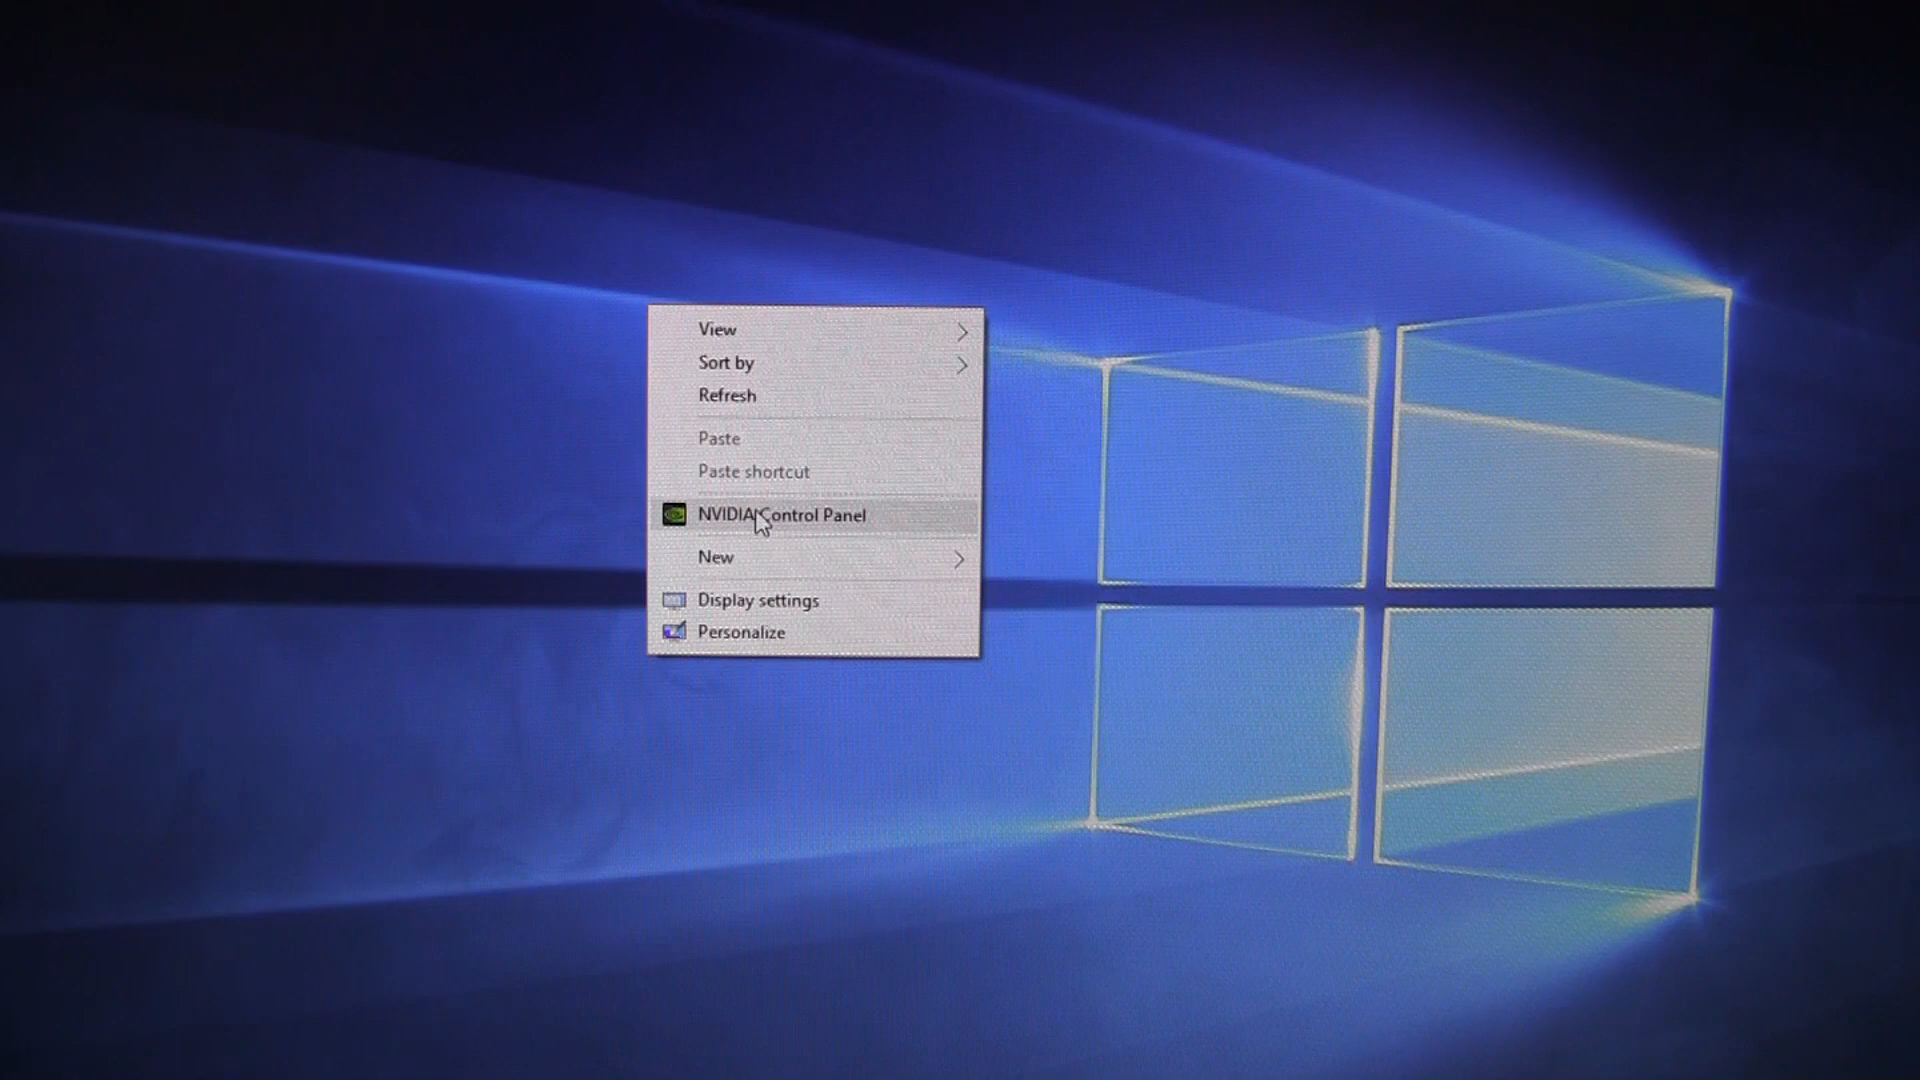 View
Sort by
Refresh
Paste
Paste shortcut
NVIDIA Control Panel
New
Display settings
Personalize